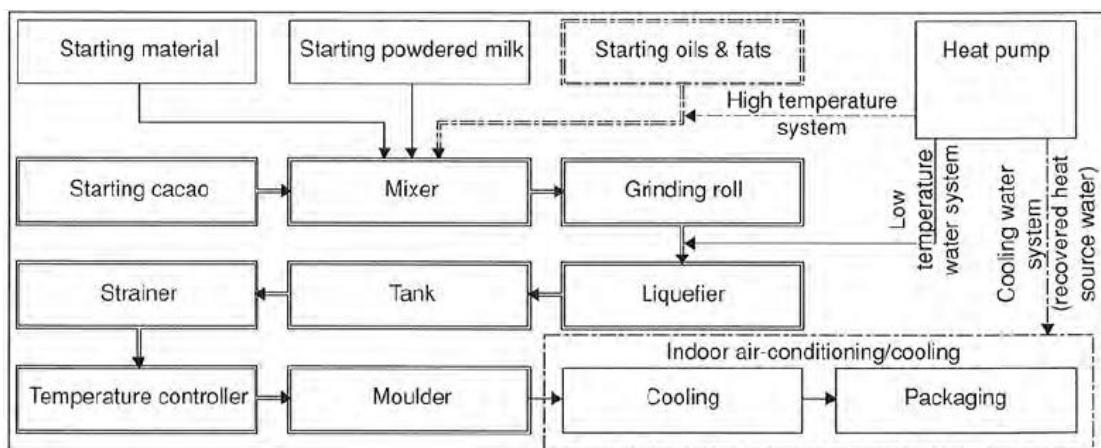 Starting material
Starting powdered milk
Starting oils & fats
Heat pump
High temperature
system
Starting cacao
Mixer
Grinding roll
Low
temperature
water system
Cooling water
system
(recovered heat
source water)
Strainer
Tank
Liquefier
Indoor air-conditioning/cooling
Temperature controller
Moulder
Cooling
Packaging